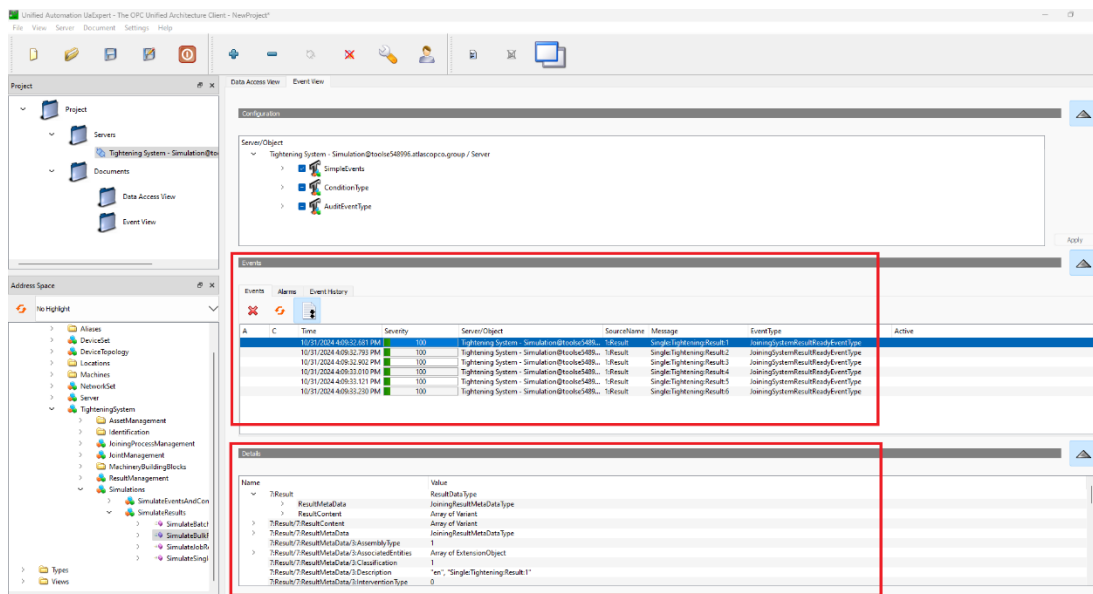 Unified Automation UaExpert - The OPC Unified Architecture Client - NewProject*
File View Server Document Settings Help
Project
Project
Servers
Tightening System - Simulation@to
Documents
Data Access View
Event View
Address Space
No Highlight
Aliases
DeviceSet
DeviceTopology
Locations
Machines
NetworkSet
Server
TighteningSystem
AssetManagement
Identification
JoiningProcessManagement
JointManagement
MachineryBuildingBlocks
ResultManagement
Simulations
SimulateEventsAndCon
SimulateResults
SimulateBatch
SimulateBulkR
SimulateJobRe
SimulateSingl
Types
Views
Data Access View Event View
Configuration
Server/Object
Tightening System - Simulation@toolse548996.atlascopco.group / Server
SimpleEvents
ConditionType
AuditEventType
Apply
Events
Events Alarms Event History
A C Time Severity Server/Object SourceName Message EventType Active
10/31/2024 4:09:32.681 PM 100 Tightening System - Simulation@toolse5489... 1:Result Single:Tightening:Result:1 JoiningSystemResultReadyEventType
10/31/2024 4:09:32.793 PM 100 Tightening System - Simulation@toolse5489... 1:Result Single:Tightening:Result:2 JoiningSystemResultReadyEventType
10/31/2024 4:09:32.902 PM 100 Tightening System - Simulation@toolse5489... 1:Result Single:Tightening:Result:3 JoiningSystemResultReadyEventType
10/31/2024 4:09:33.010 PM 100 Tightening System - Simulation@toolse5489... 1:Result Single:Tightening:Result:4 JoiningSystemResultReadyEventType
10/31/2024 4:09:33.121 PM 100 Tightening System - Simulation@toolse5489... 1:Result Single:Tightening:Result:5 JoiningSystemResultReadyEventType
10/31/2024 4:09:33.230 PM 100 Tightening System - Simulation@toolse5489... 1:Result Single:Tightening:Result:6 JoiningSystemResultReadyEventType
Details
Name Value
7:Result ResultDataType
ResultMetaData JoiningResultMetaDataType
ResultContent Array of Variant
7:Result/7:ResultContent Array of Variant
7:Result/7:ResultMetaData JoiningResultMetaDataType
7:Result/7:ResultMetaData/3:AssemblyType 1
7:Result/7:ResultMetaData/3:AssociatedEntities Array of ExtensionObject
7:Result/7:ResultMetaData/3:Classification 1
7:Result/7:ResultMetaData/3:Description "en", "Single:Tightening:Result:1"
7:Result/7:ResultMetaData/3:InterventionType 0